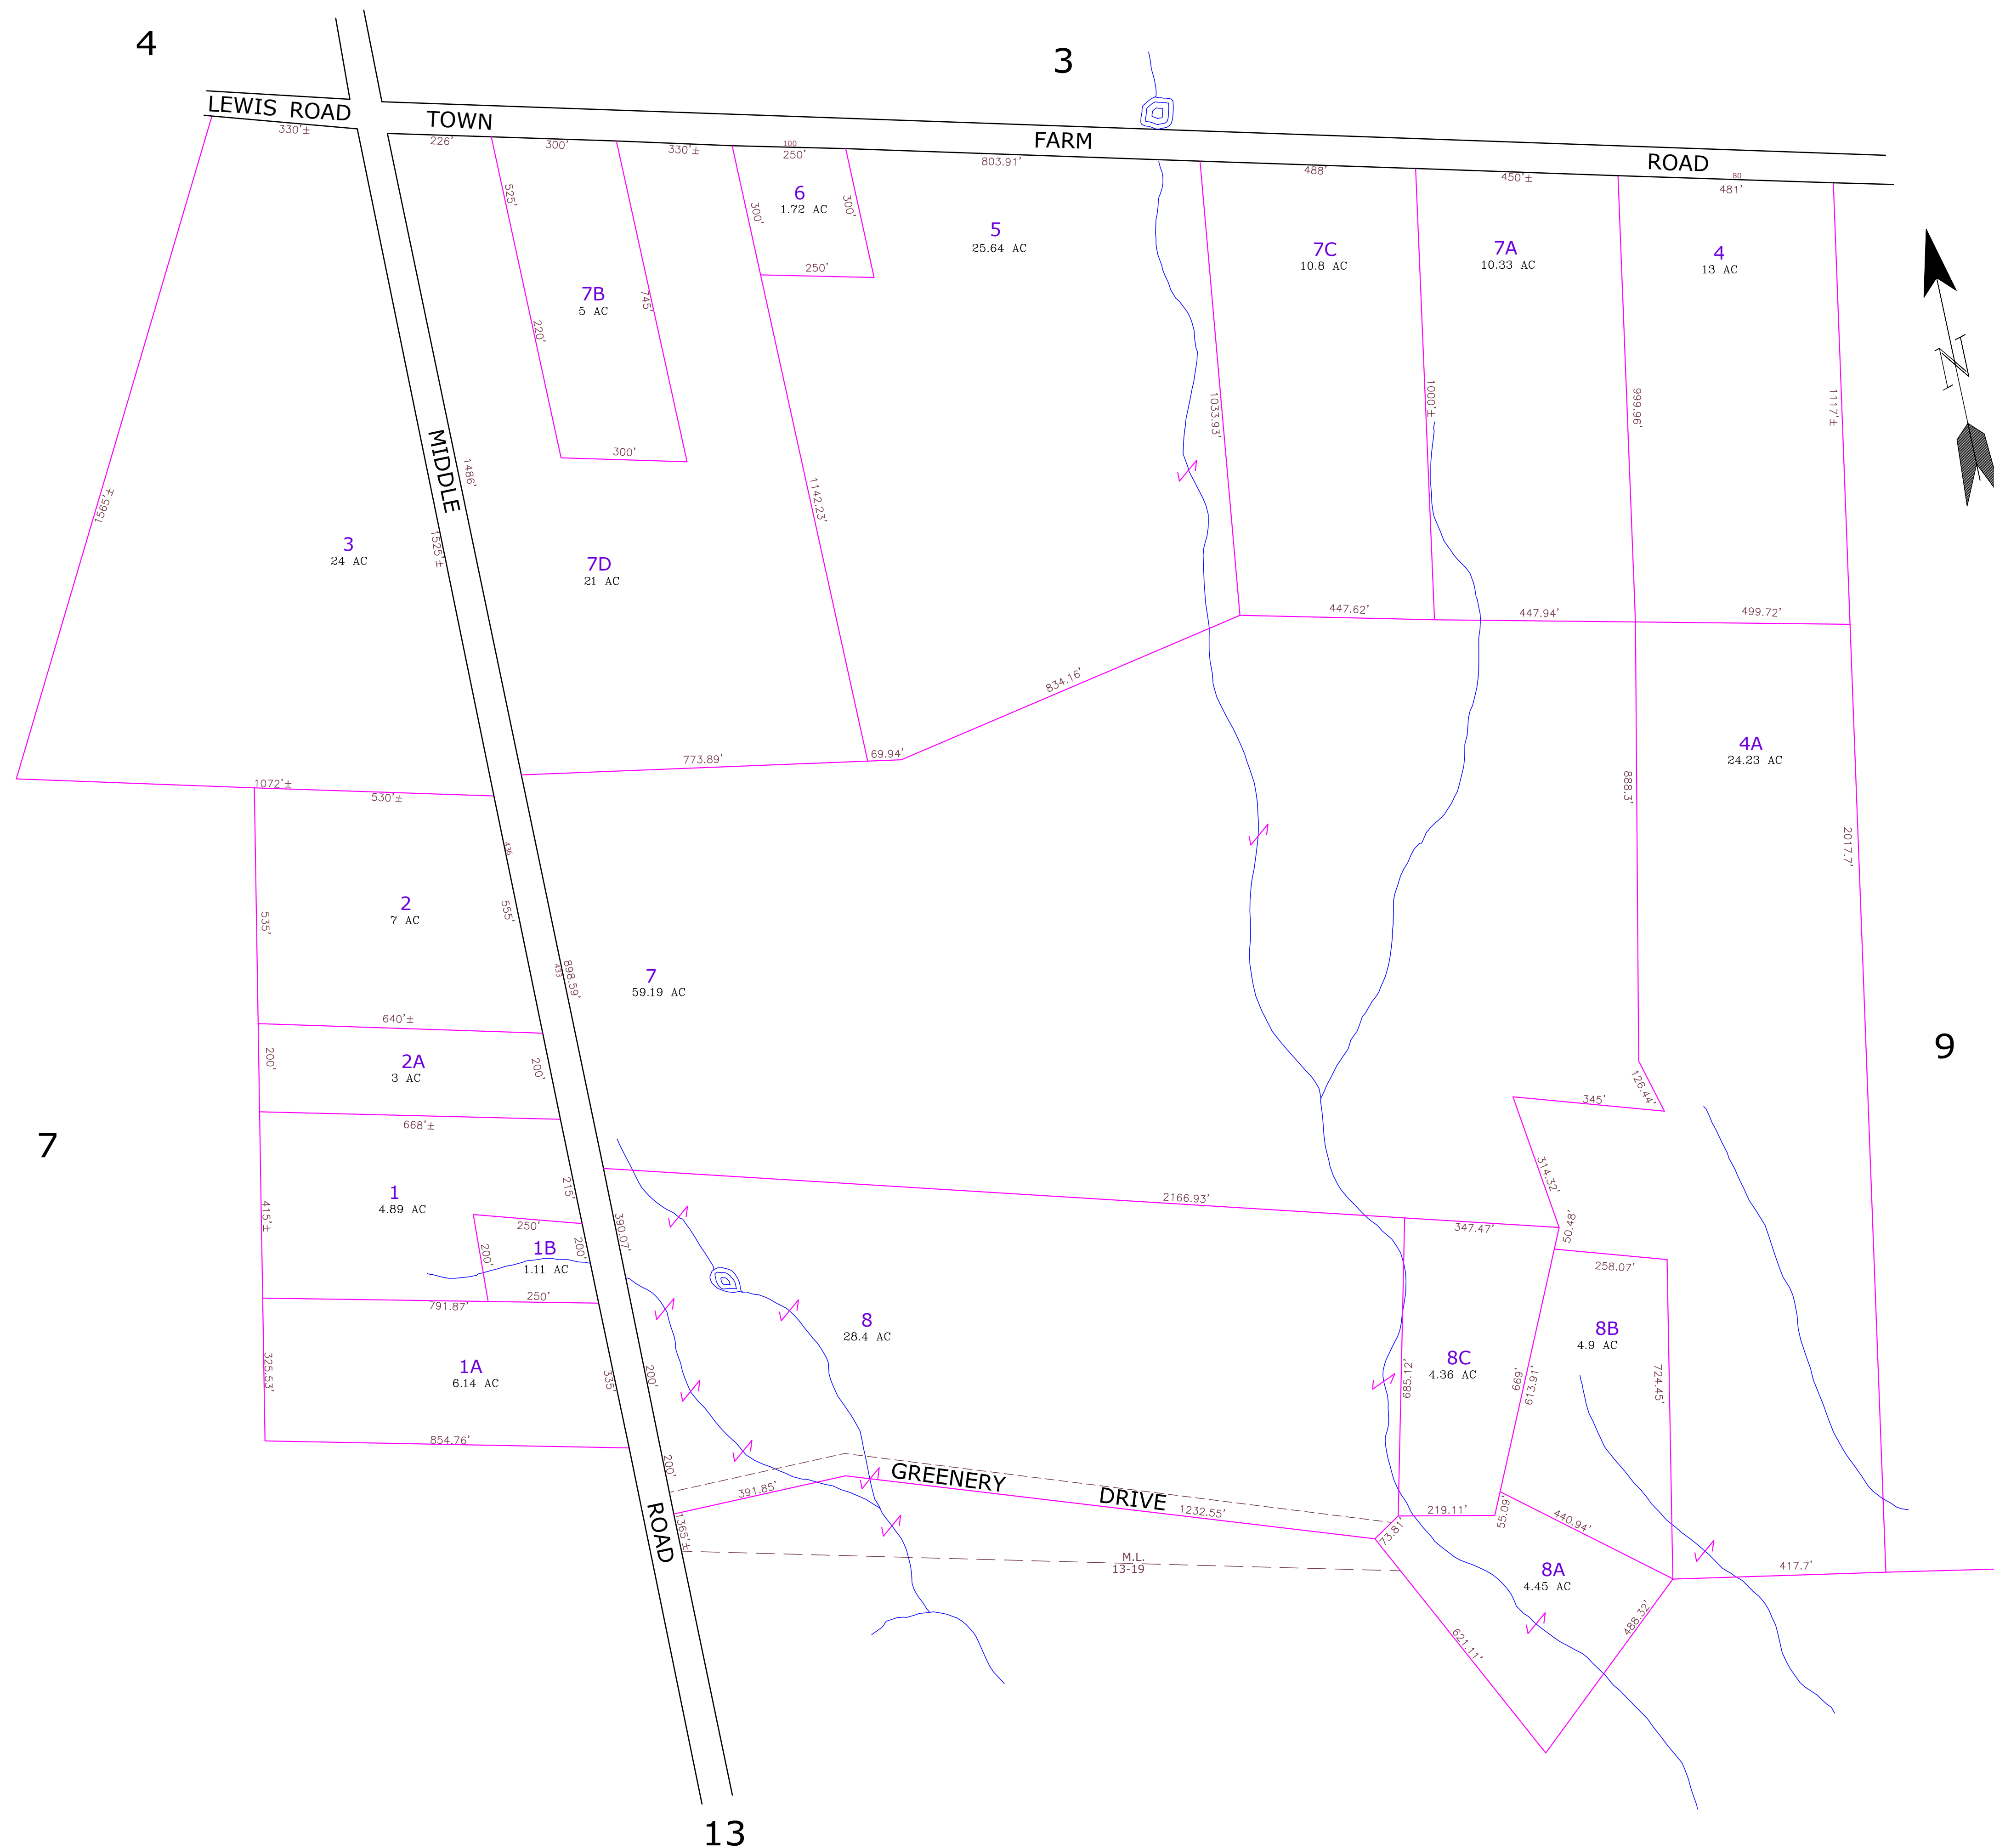 4
3
LEWIS ROAD
330'±
TOWN
FARM
ROAD
226'
300'
330'±
100
250'
803.91'
488'
450'±
80
481'
525'
220'
7B
5 AC
745'
300'
6
1.72 AC
300'
300'
250'
5
25.64 AC
7C
10.8 AC
7A
10.33 AC
4
13 AC
N
1033.93'
1000'±
999.96'
1117'±
1565'±
MIDDLE
1486'
1525'±
1142.23'
3
24 AC
7D
21 AC
447.62'
447.94'
499.72'
834.16'
773.89'
69.94'
4A
24.23 AC
888.3'
2017.7'
1072'±
530'±
436
555'
2
7 AC
535'
433
898.59'
7
59.19 AC
640'±
200'
2A
3 AC
200'
668'±
9
126.44'
345'
314.32'
7
1
4.89 AC
415'±
215'
250'
200'
1B
1.11 AC
200'
390.07'
2166.93'
347.47'
50.48'
258.07'
791.87'
250'
8
28.4 AC
8B
4.9 AC
8C
4.36 AC
1A
6.14 AC
325.53'
335'
200'
685.12'
669'
613.91'
724.45'
854.76'
200'
391.85'
GREENERY
DRIVE
1232.55'
219.11'
55.09'
440.94'
73.81'
ROAD
1365'±
M.L.
13-19
8A
4.45 AC
417.7'
621.11'
488.32'
13